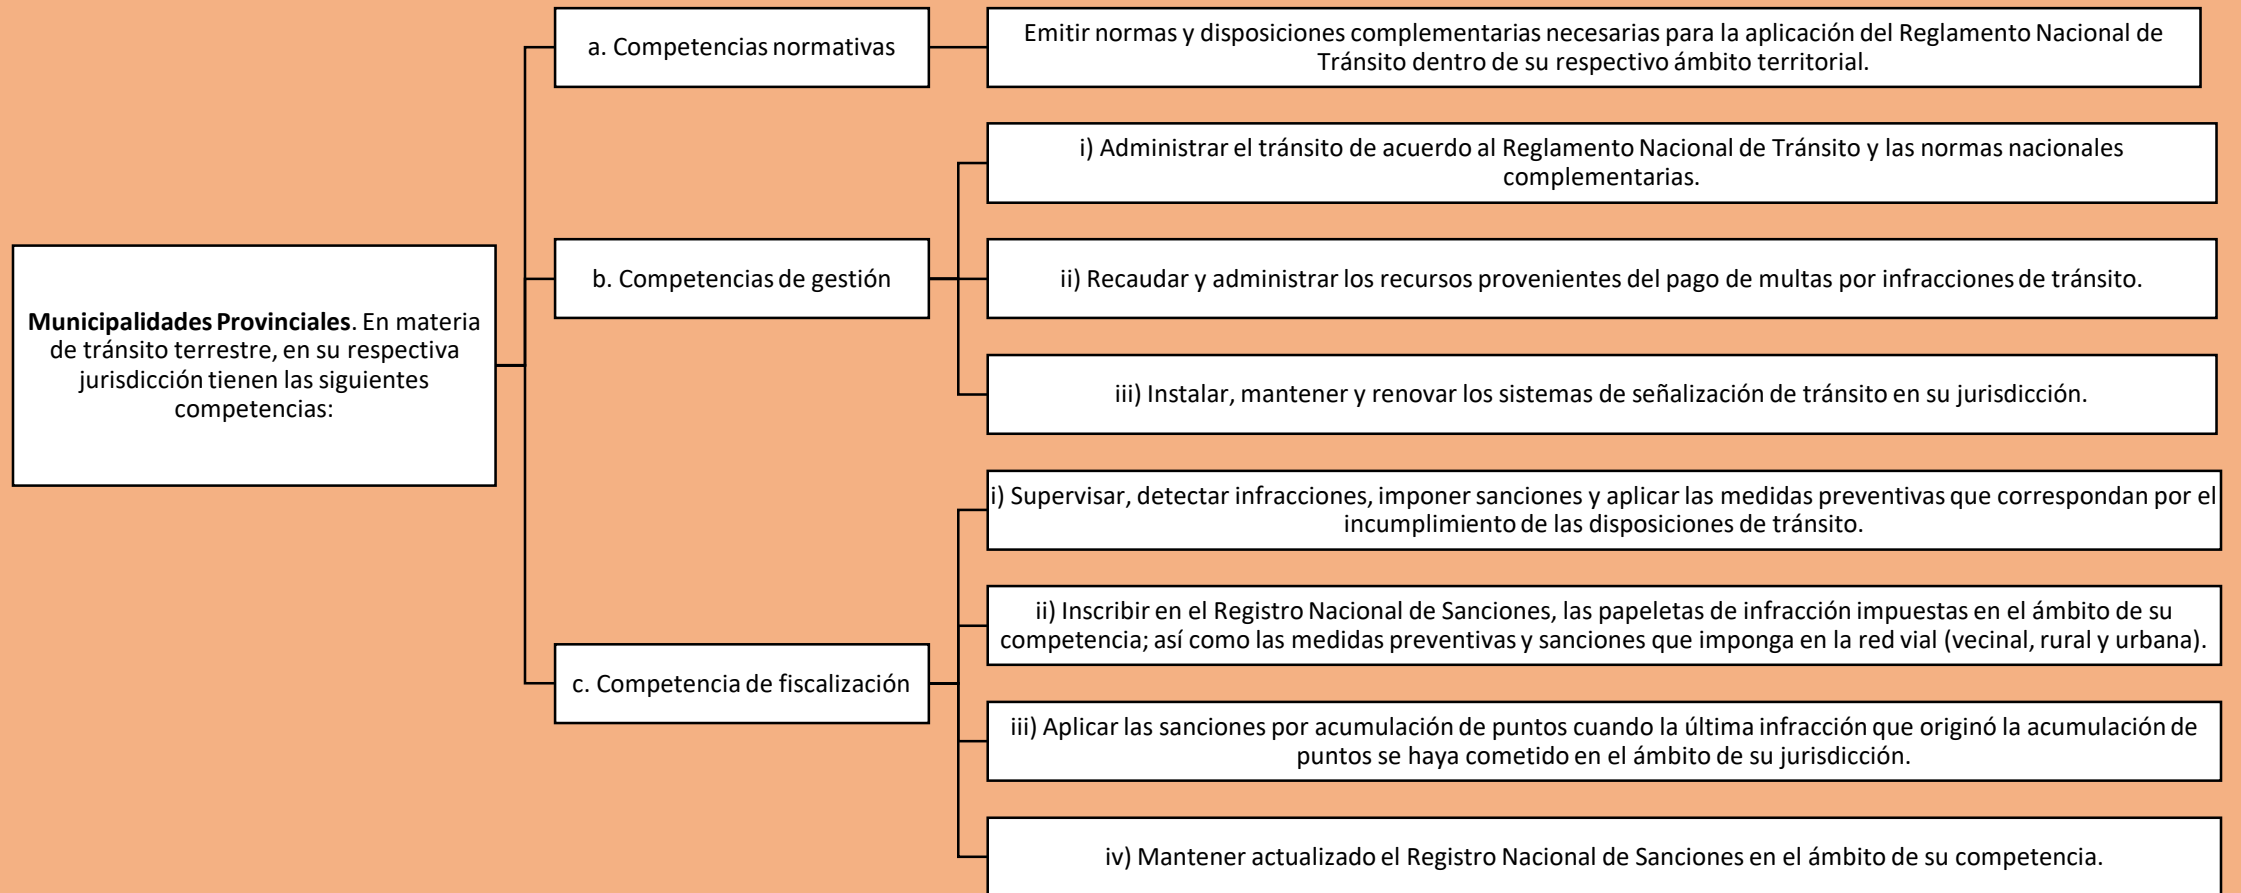 Municipalidades Provinciales. En materia
de tránsito terrestre, en su respectiva
jurisdicción tienen las siguientes
competencias:
a. Competencias normativas
Emitir normas y disposiciones complementarias necesarias para la aplicación del Reglamento Nacional de
Tránsito dentro de su respectivo ámbito territorial.
b. Competencias de gestión
i) Administrar el tránsito de acuerdo al Reglamento Nacional de Tránsito y las normas nacionales
complementarias.
ii) Recaudar y administrar los recursos provenientes del pago de multas por infracciones de tránsito.
iii) Instalar, mantener y renovar los sistemas de señalización de tránsito en su jurisdicción.
c. Competencia de fiscalización
i) Supervisar, detectar infracciones, imponer sanciones y aplicar las medidas preventivas que correspondan por el
incumplimiento de las disposiciones de tránsito.
ii) Inscribir en el Registro Nacional de Sanciones, las papeletas de infracción impuestas en el ámbito de su
competencia; así como las medidas preventivas y sanciones que imponga en la red vial (vecinal, rural y urbana).
iii) Aplicar las sanciones por acumulación de puntos cuando la última infracción que originó la acumulación de
puntos se haya cometido en el ámbito de su jurisdicción.
iv) Mantener actualizado el Registro Nacional de Sanciones en el ámbito de su competencia.